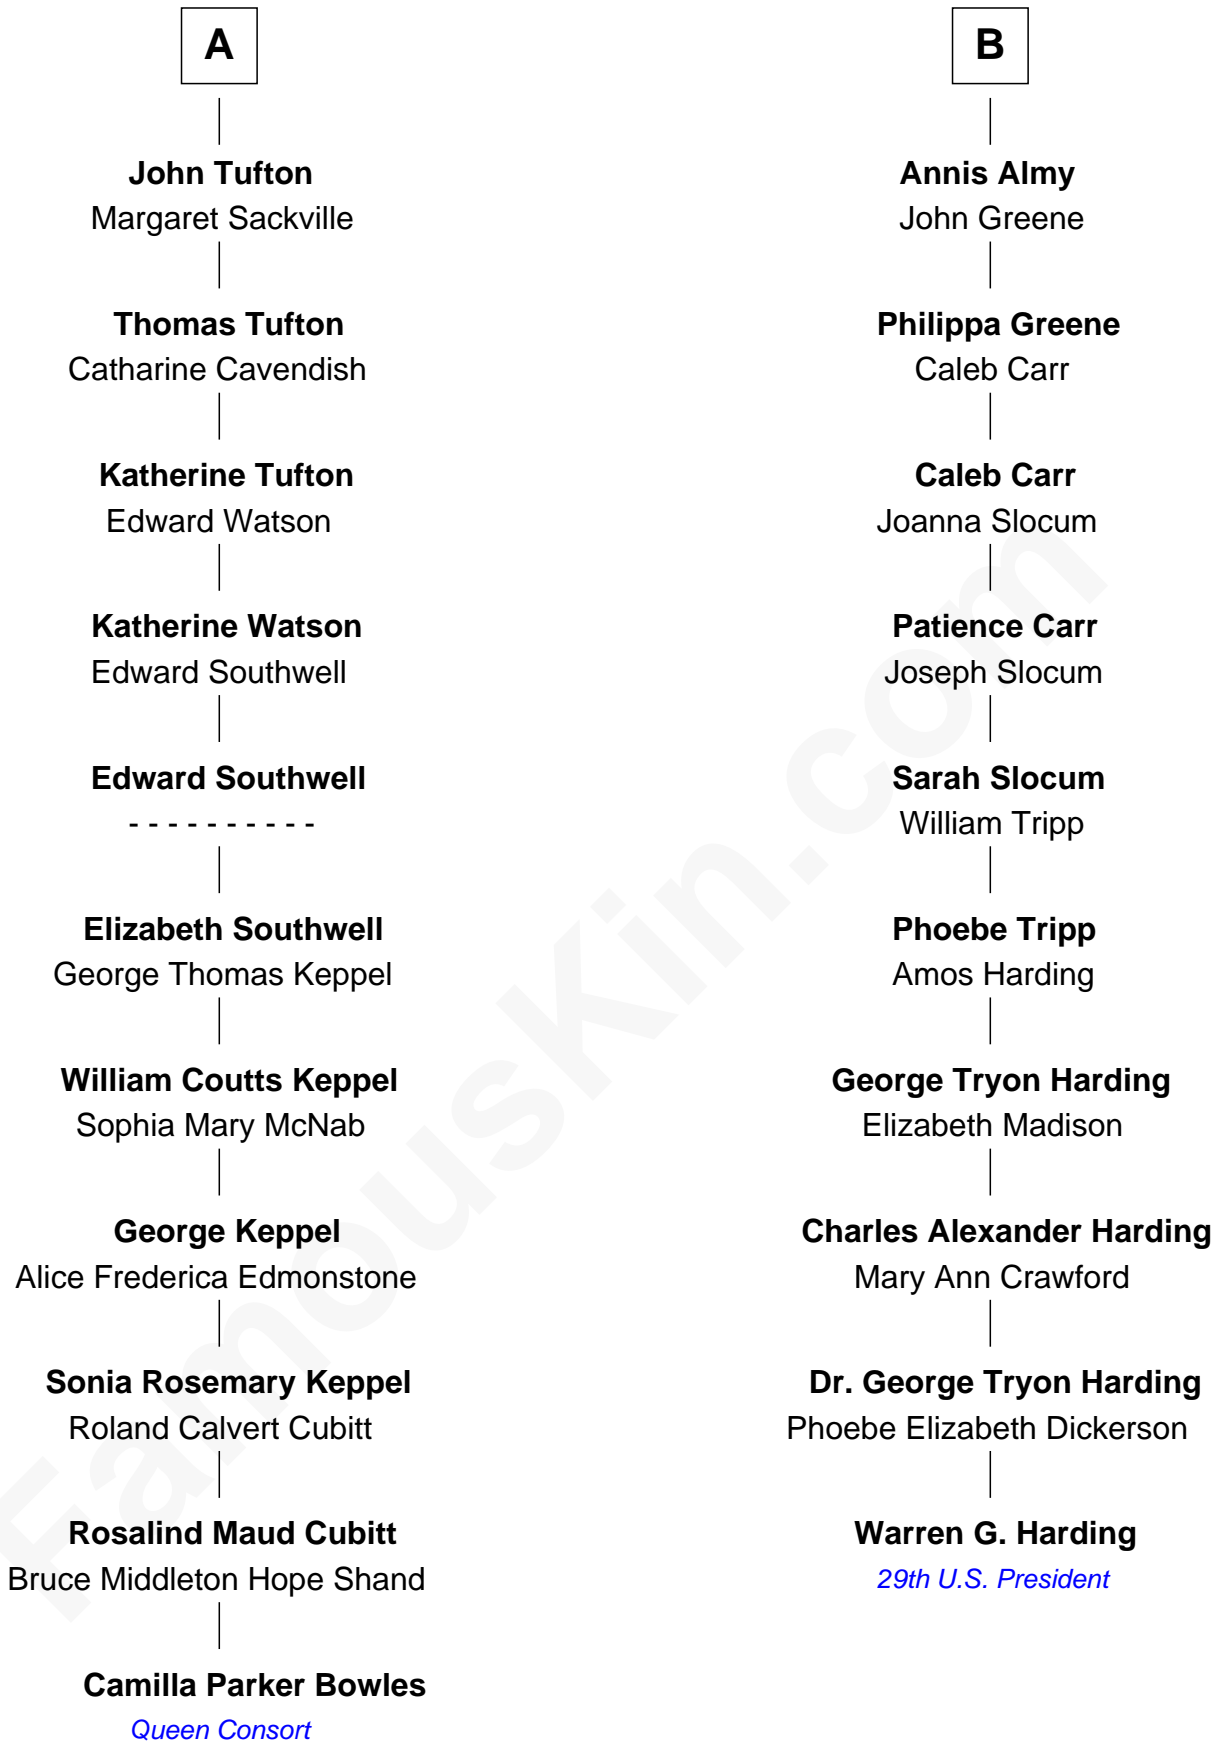 A
John Tufton
Margaret Sackville
Thomas Tufton
Catharine Cavendish
Katherine Tufton
Edward Watson
Katherine Watson
Edward Southwell
Edward Southwell
- - - - - - - - - -
Elizabeth Southwell
George Thomas Keppel
William Coutts Keppel
Sophia Mary McNab
George Keppel
Alice Frederica Edmonstone
Sonia Rosemary Keppel
Roland Calvert Cubitt
Rosalind Maud Cubitt
Bruce Middleton Hope Shand
Camilla Parker Bowles
Queen Consort
B
Annis Almy
John Greene
Philippa Greene
Caleb Carr
Caleb Carr
Joanna Slocum
Patience Carr
Joseph Slocum
Sarah Slocum
William Tripp
Phoebe Tripp
Amos Harding
George Tryon Harding
Elizabeth Madison
Charles Alexander Harding
Mary Ann Crawford
Dr. George Tryon Harding
Phoebe Elizabeth Dickerson
Warren G. Harding
29th U.S. President
FamousKin.com